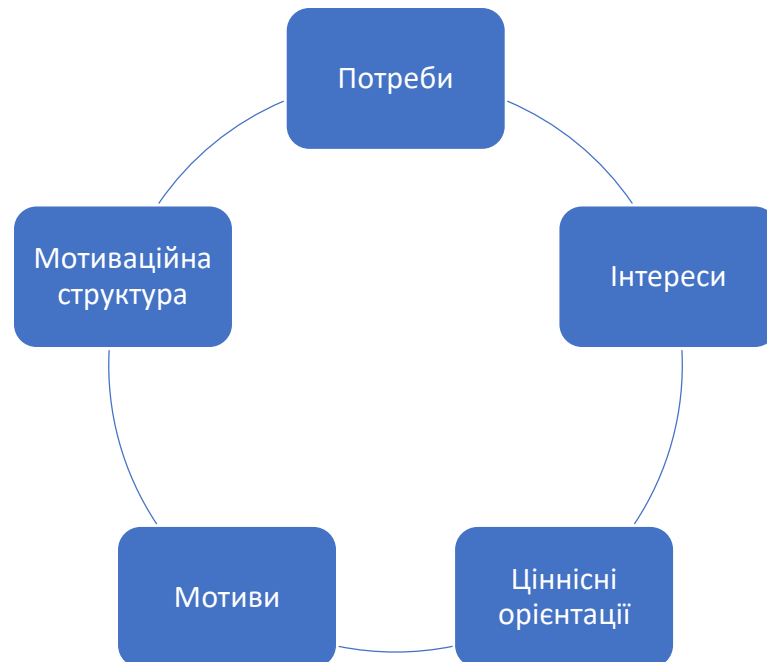 Потреби
Інтереси
Ціннісні
орієнтації
Мотиви
Мотиваційна
структура